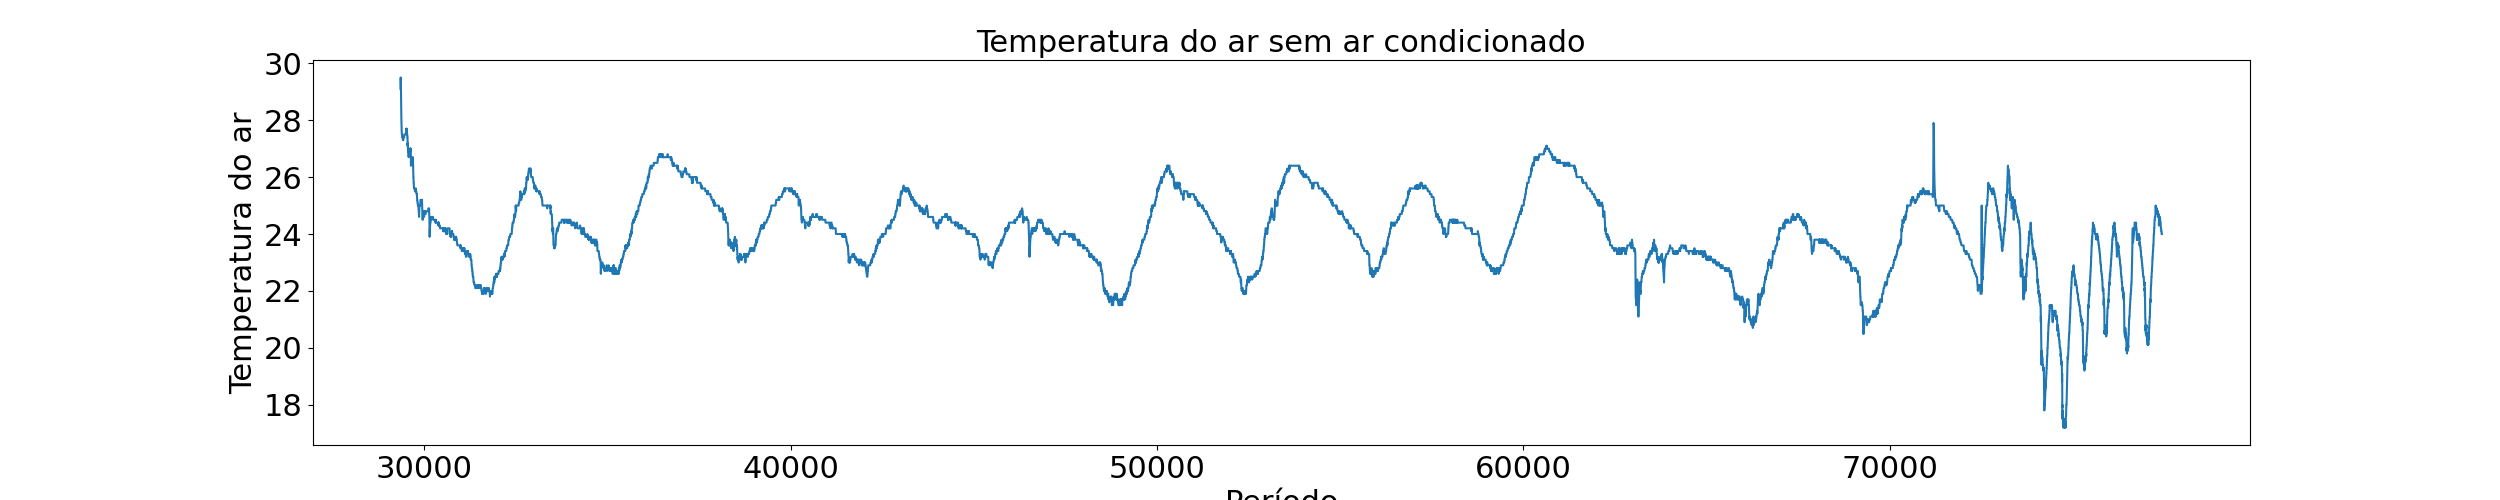 Temperatura do ar sem ar condicionado
Temperatura do ar
30
28
26
24
22
20
18
30000 40000 50000 60000 70000
Período